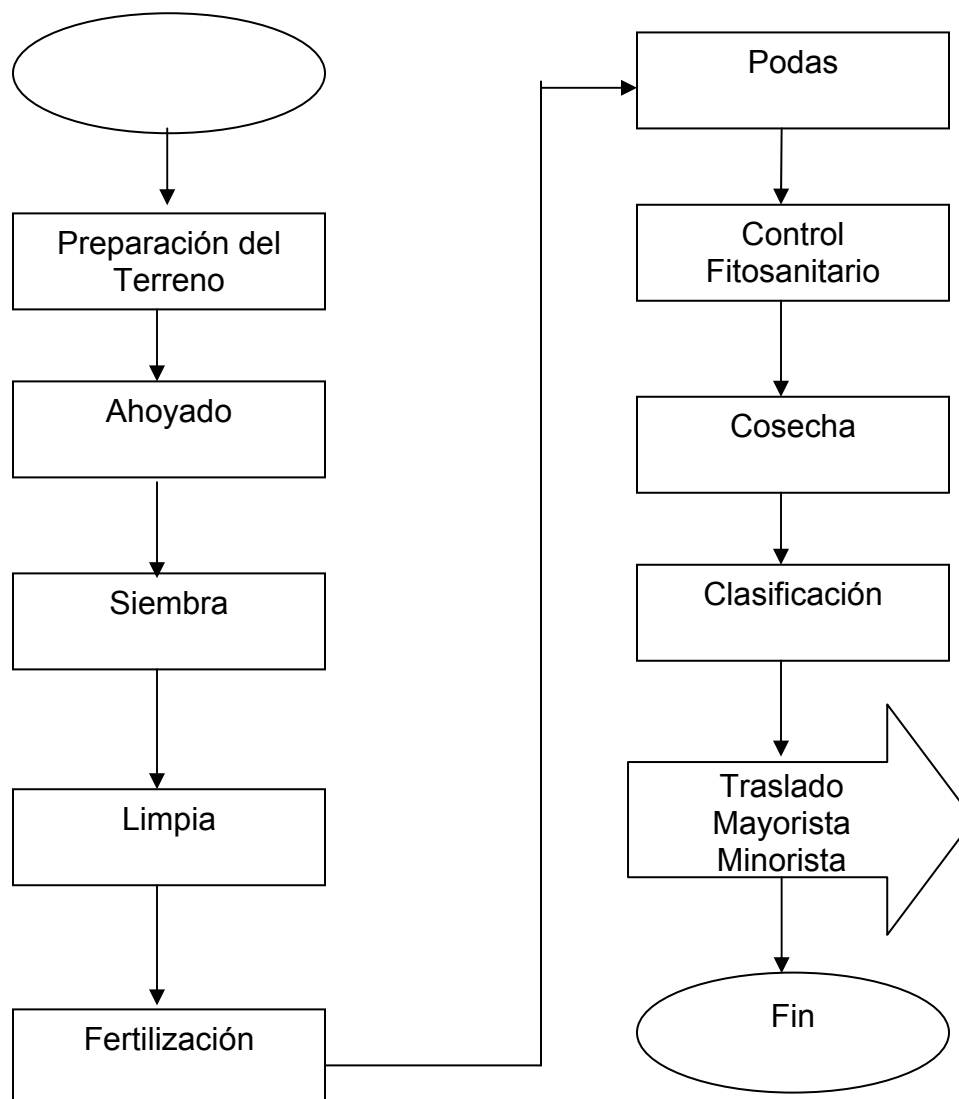 Preparación del
Terreno
Ahoyado
Siembra
Limpia
Fertilización
Podas
Control
Fitosanitario
Cosecha
Clasificación
Traslado
Mayorista
Minorista
Fin